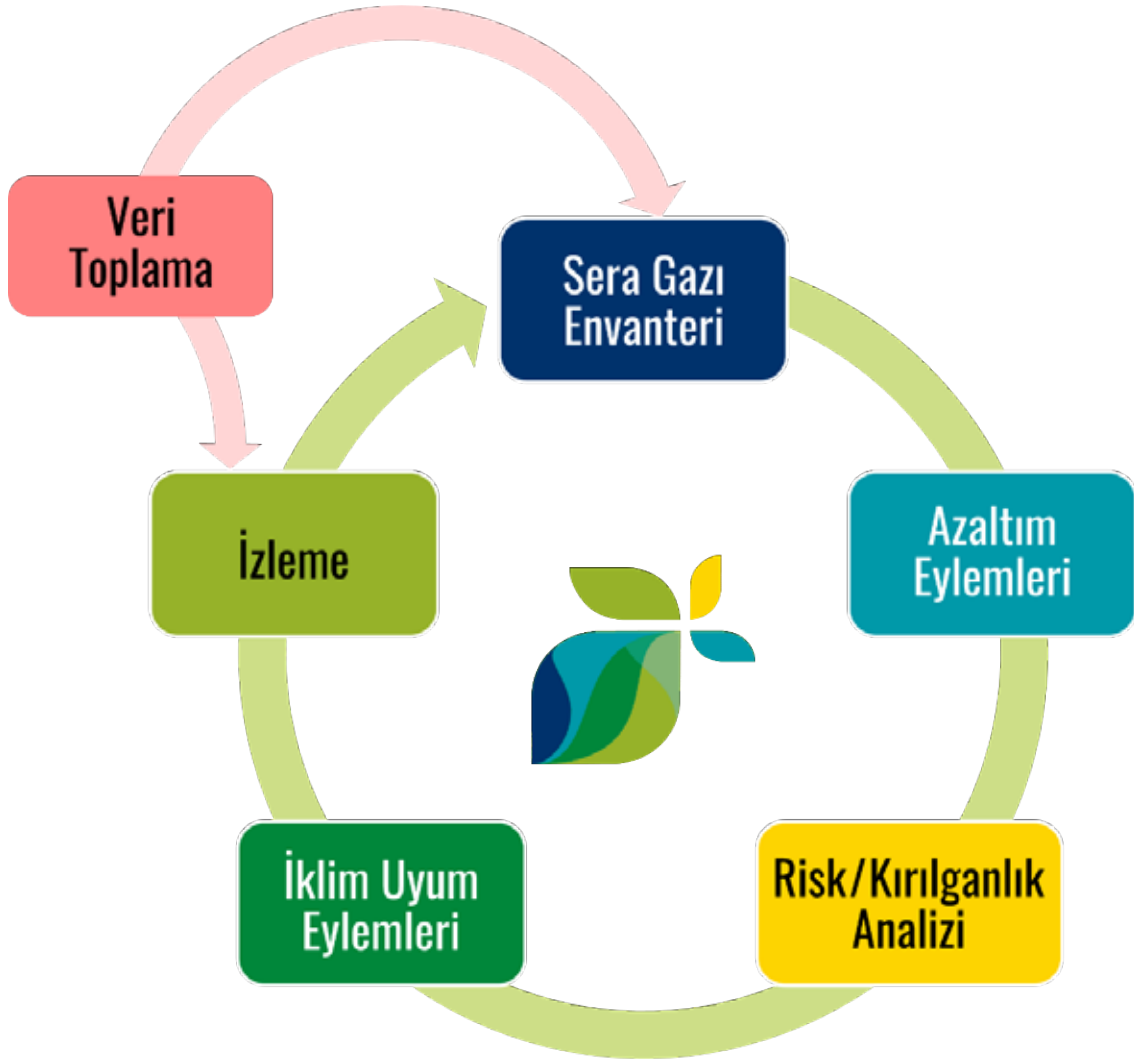 Veri
Toplama
Sera Gazı
Envanteri
Azaltım
Eylemleri
Risk/Kırılganlık
Analizi
İklim Uyum
Eylemleri
İzleme